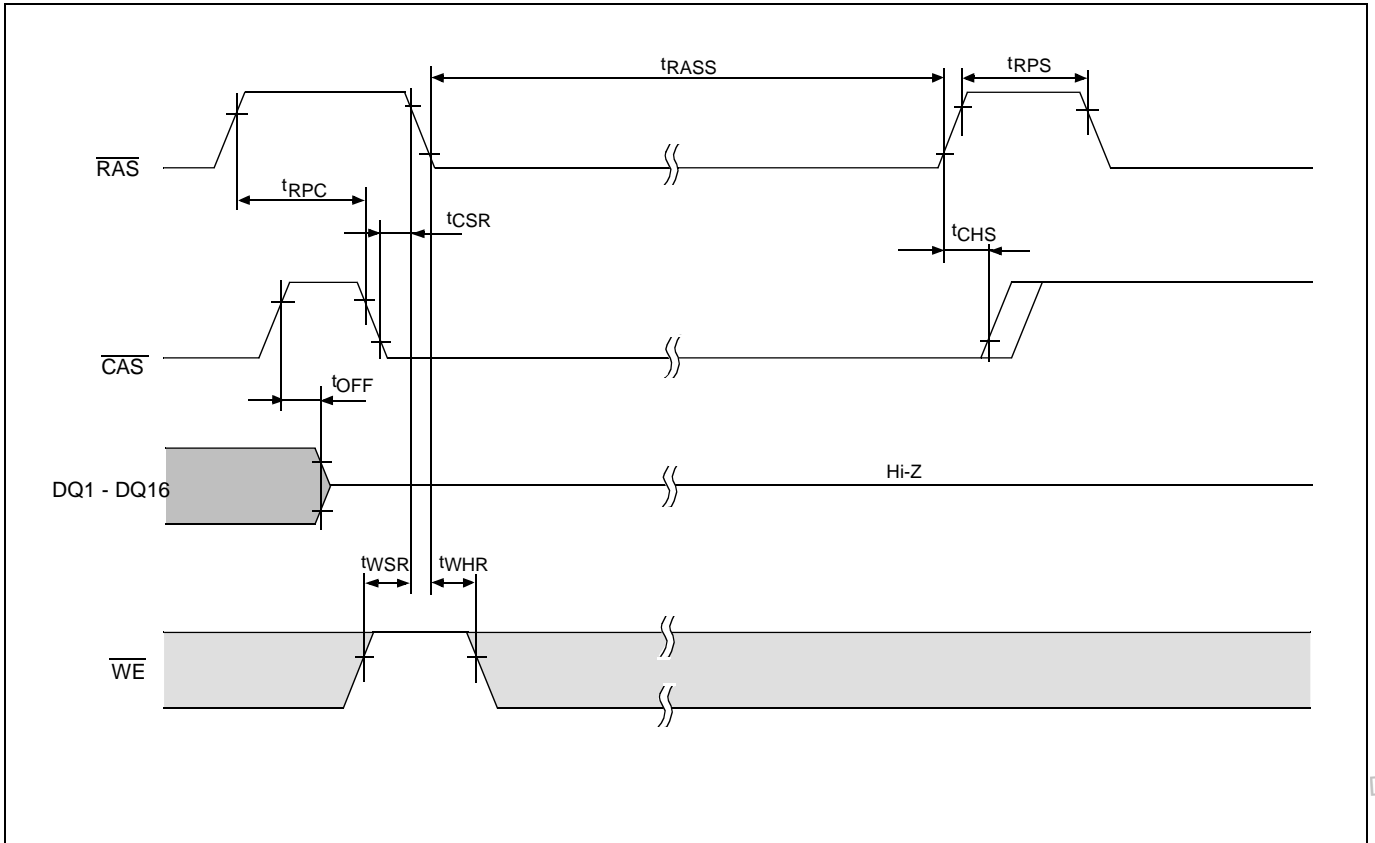 tRASS
tRPS
RAS
tRPC
tCSR
tCHS
CAS
tOFF
Hi-Z
DQ1 - DQ16
tWSR
tWHR
WE